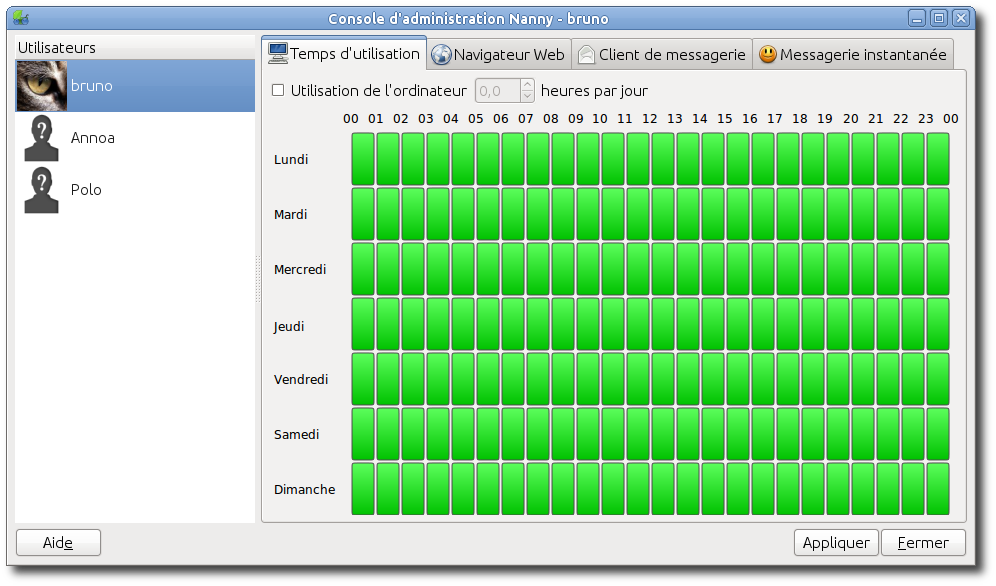 Console d'administration Nanny - bruno
Utilisateurs
bruno
Annoa
Polo
Temps d'utilisation Navigateur Web Client de messagerie Messagerie instantanée
Utilisation de l'ordinateur 0,0 heures par jour
00 01 02 03 04 05 06 07 08 09 10 11 12 13 14 15 16 17 18 19 20 21 22 23 00
Lundi
Mardi
Mercredi
Jeudi
Vendredi
Samedi
Dimanche
Aide Appliquer Fermer